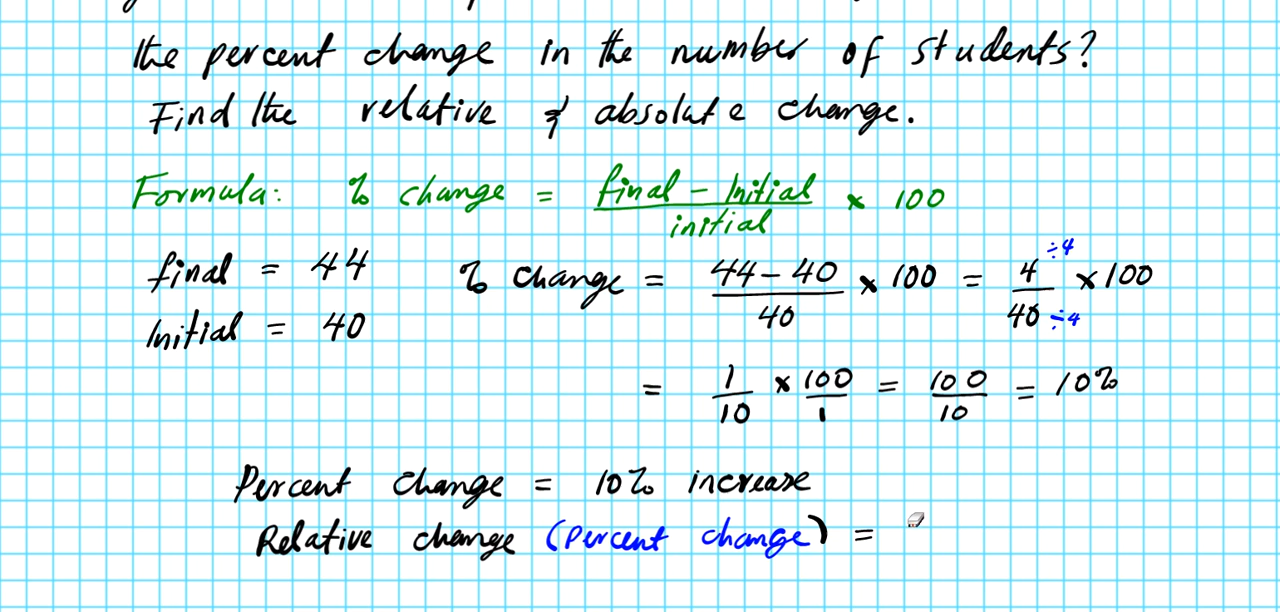 the percent change in the number of students?
Find the relative & absolute change.
Formula: % change = final - Initial / initial × 100
final = 44 % change = 44 - 40 / 40 × 100 = 4 ÷4 / 40 ÷4 × 100
Initial = 40
= 1/10 × 100/1 = 100/10 = 10%
Percent change = 10% increase
Relative change (Percent change) =